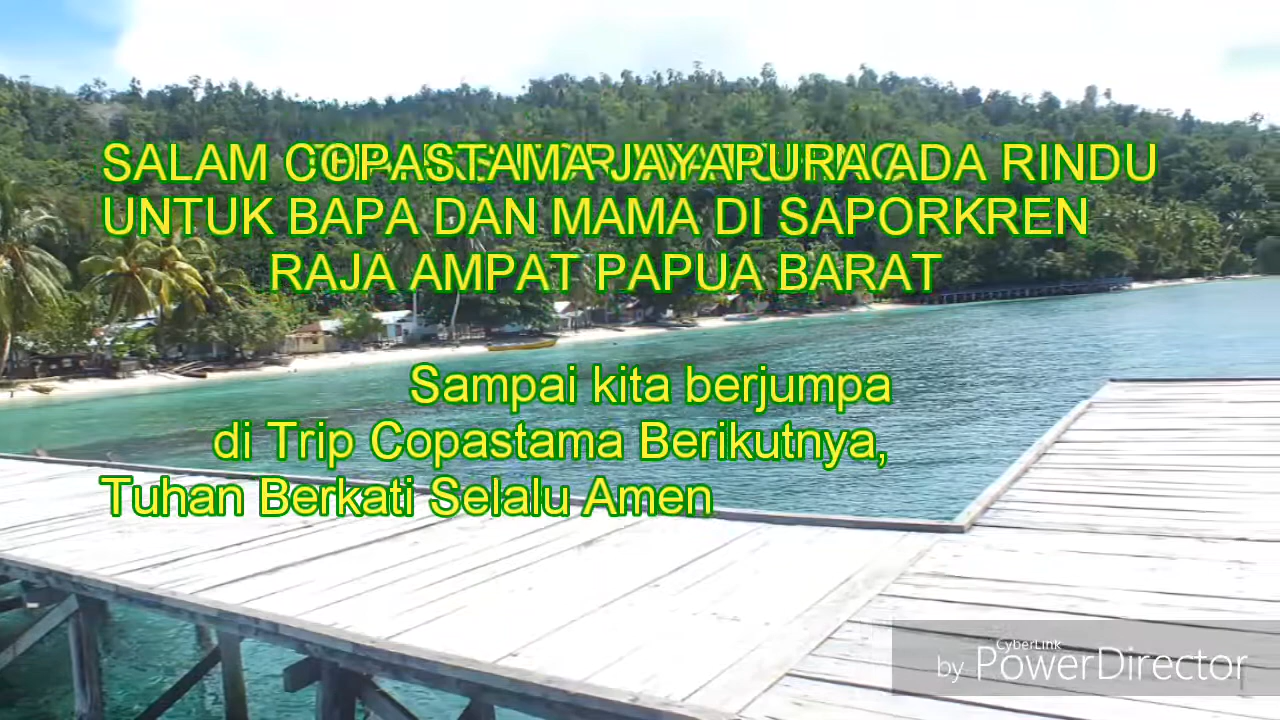 SALAM COPASTAMA JAYAPURA ADA RINDU
UNTUK BAPA DAN MAMA DI SAPORKREN
RAJA AMPAT PAPUA BARAT
Sampai kita berjumpa
di Trip Copastama Berikutnya,
Tuhan Berkati Selalu Amen
CyberLink
by PowerDirector